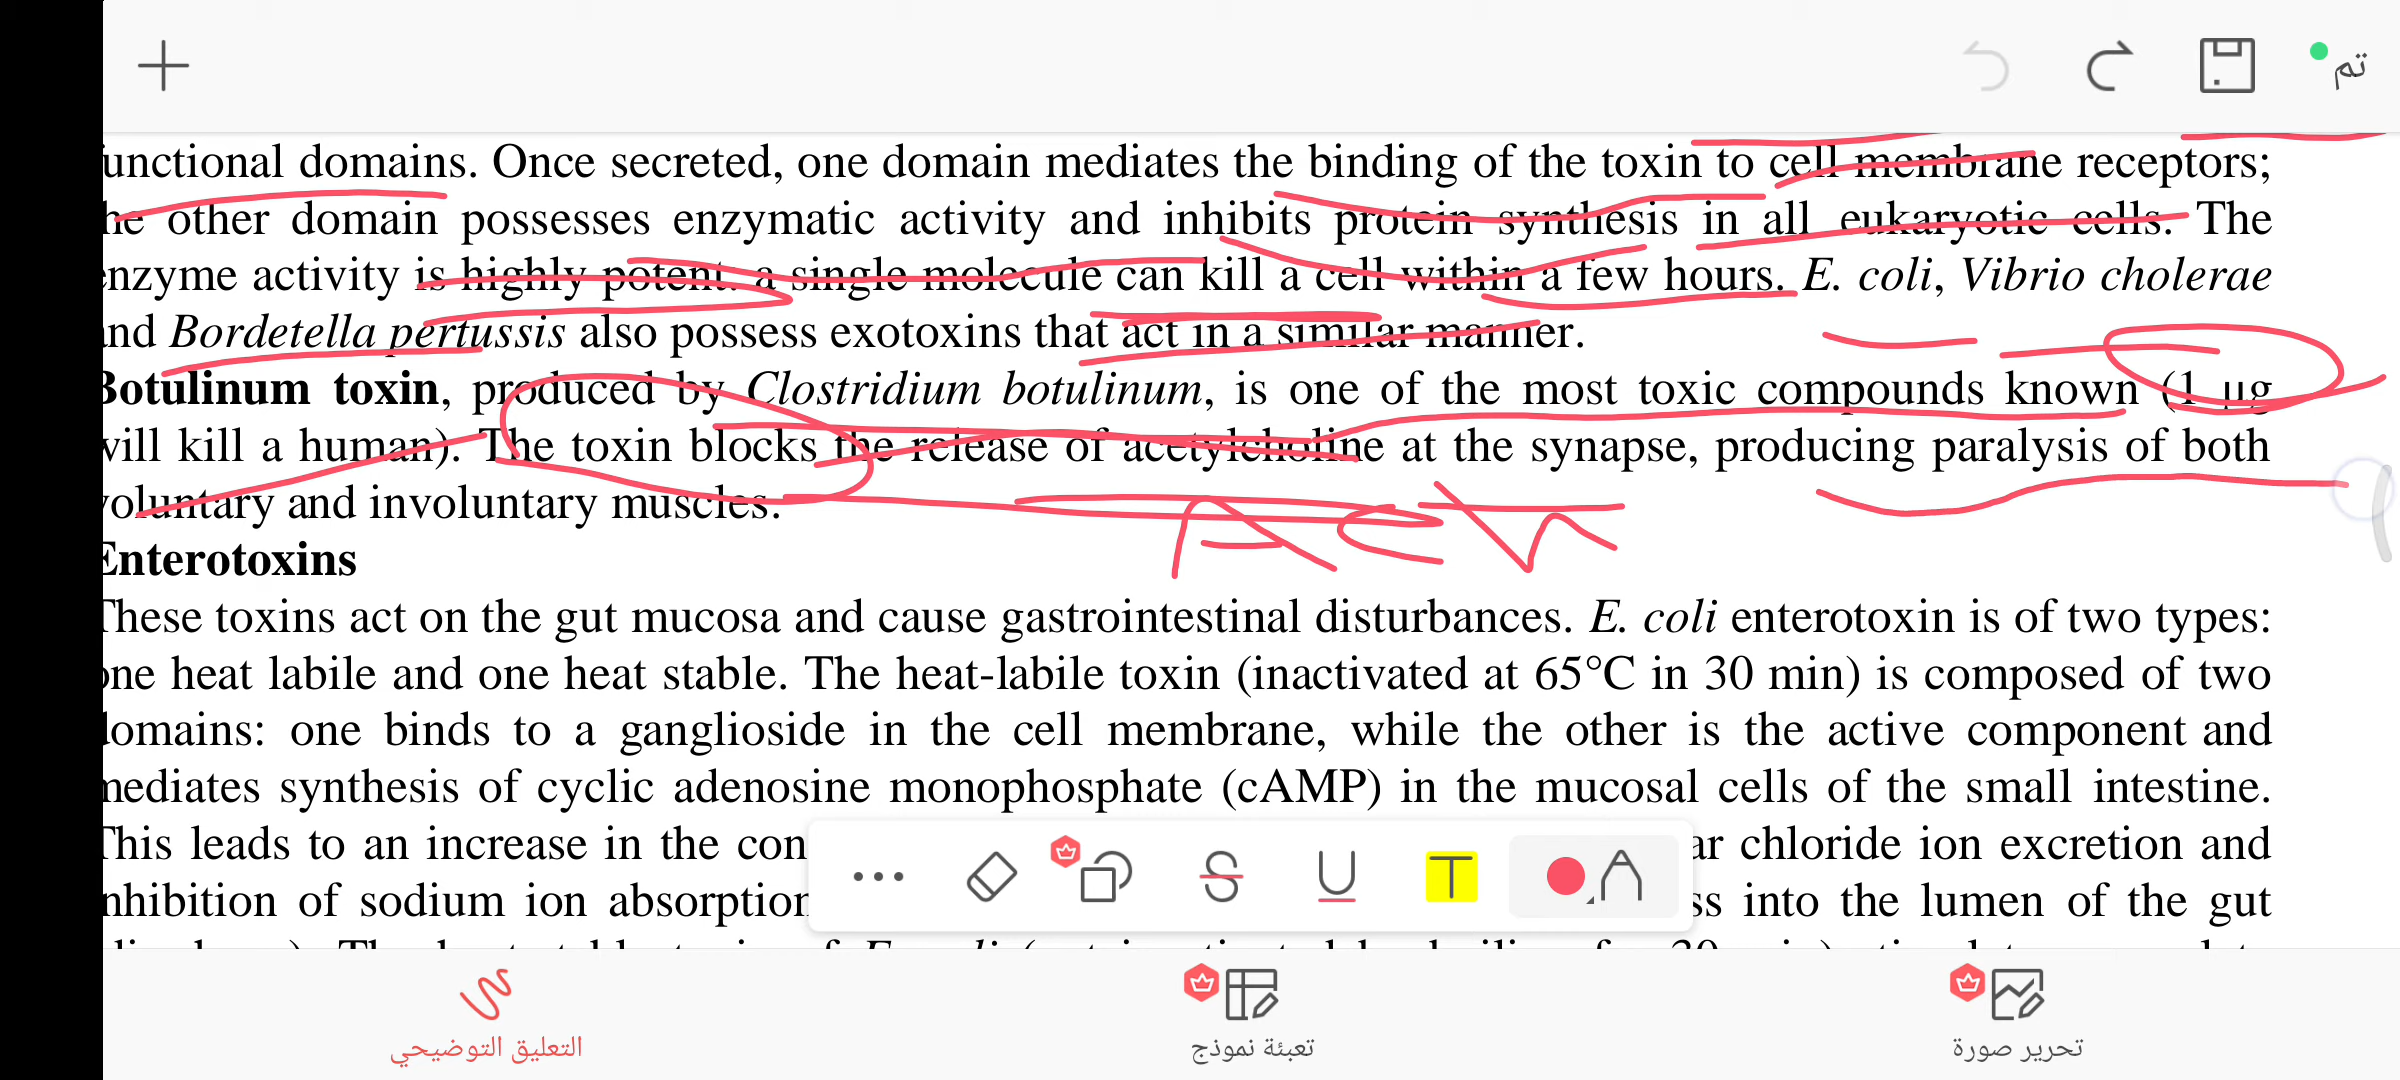 تم
unctional domains. Once secreted, one domain mediates the binding of the toxin to cell membrane receptors;
he other domain possesses enzymatic activity and inhibits protein synthesis in all eukaryotic cells. The
enzyme activity is highly potent: a single molecule can kill a cell within a few hours. E. coli, Vibrio cholerae
and Bordetella pertussis also possess exotoxins that act in a similar manner.
Botulinum toxin, produced by Clostridium botulinum, is one of the most toxic compounds known (1 μg
will kill a human). The toxin blocks the release of acetylcholine at the synapse, producing paralysis of both
voluntary and involuntary muscles.
Enterotoxins
These toxins act on the gut mucosa and cause gastrointestinal disturbances. E. coli enterotoxin is of two types:
one heat labile and one heat stable. The heat-labile toxin (inactivated at 65°C in 30 min) is composed of two
domains: one binds to a ganglioside in the cell membrane, while the other is the active component and
mediates synthesis of cyclic adenosine monophosphate (cAMP) in the mucosal cells of the small intestine.
This leads to an increase in the con ar chloride ion excretion and
nhibition of sodium ion absorption ss into the lumen of the gut
تحرير صورة
تعبئة نموذج
التعليق التوضيحي